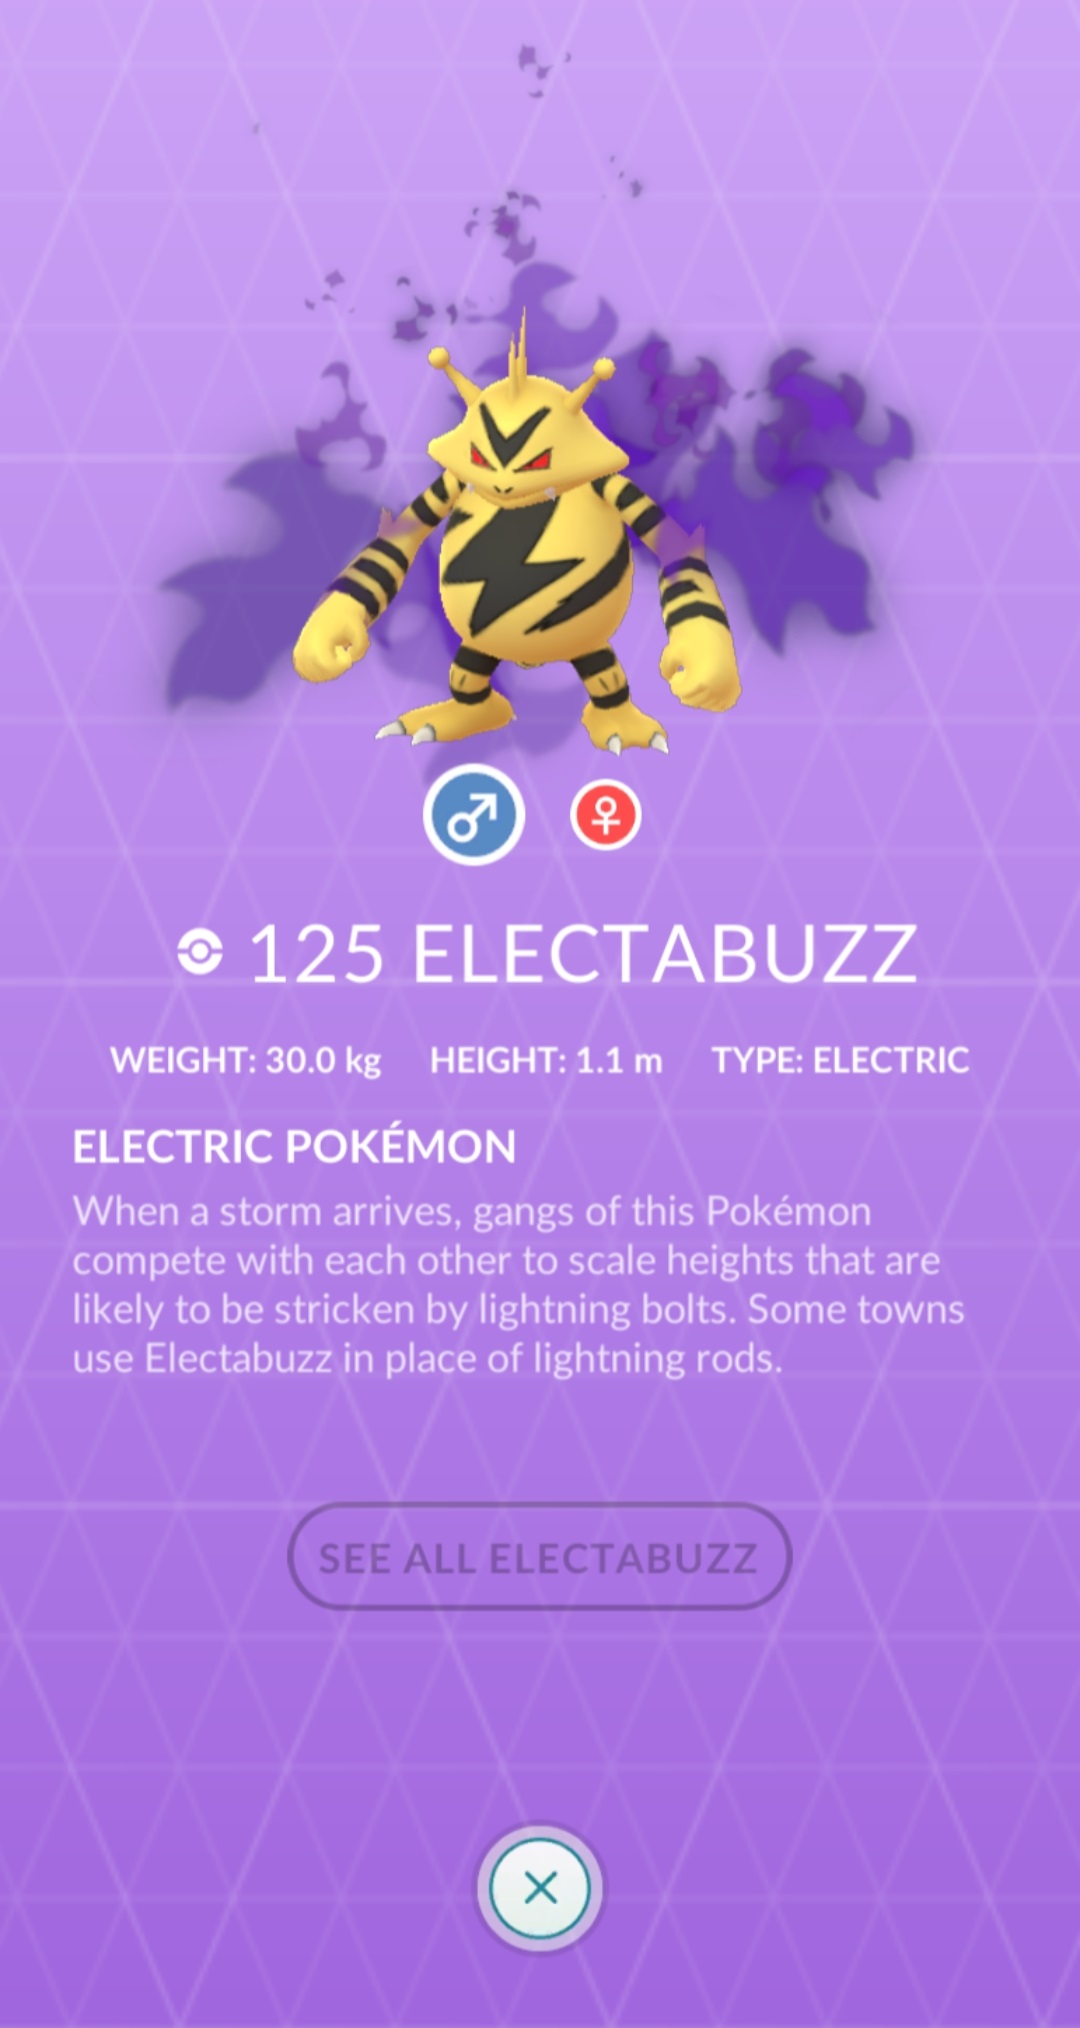 125 ELECTABUZZ
WEIGHT: 30.0 kg HEIGHT: 1.1 m TYPE: ELECTRIC
ELECTRIC POKÉMON
When a storm arrives, gangs of this Pokémon
compete with each other to scale heights that are
likely to be stricken by lightning bolts. Some towns
use Electabuzz in place of lightning rods.
SEE ALL ELECTABUZZ